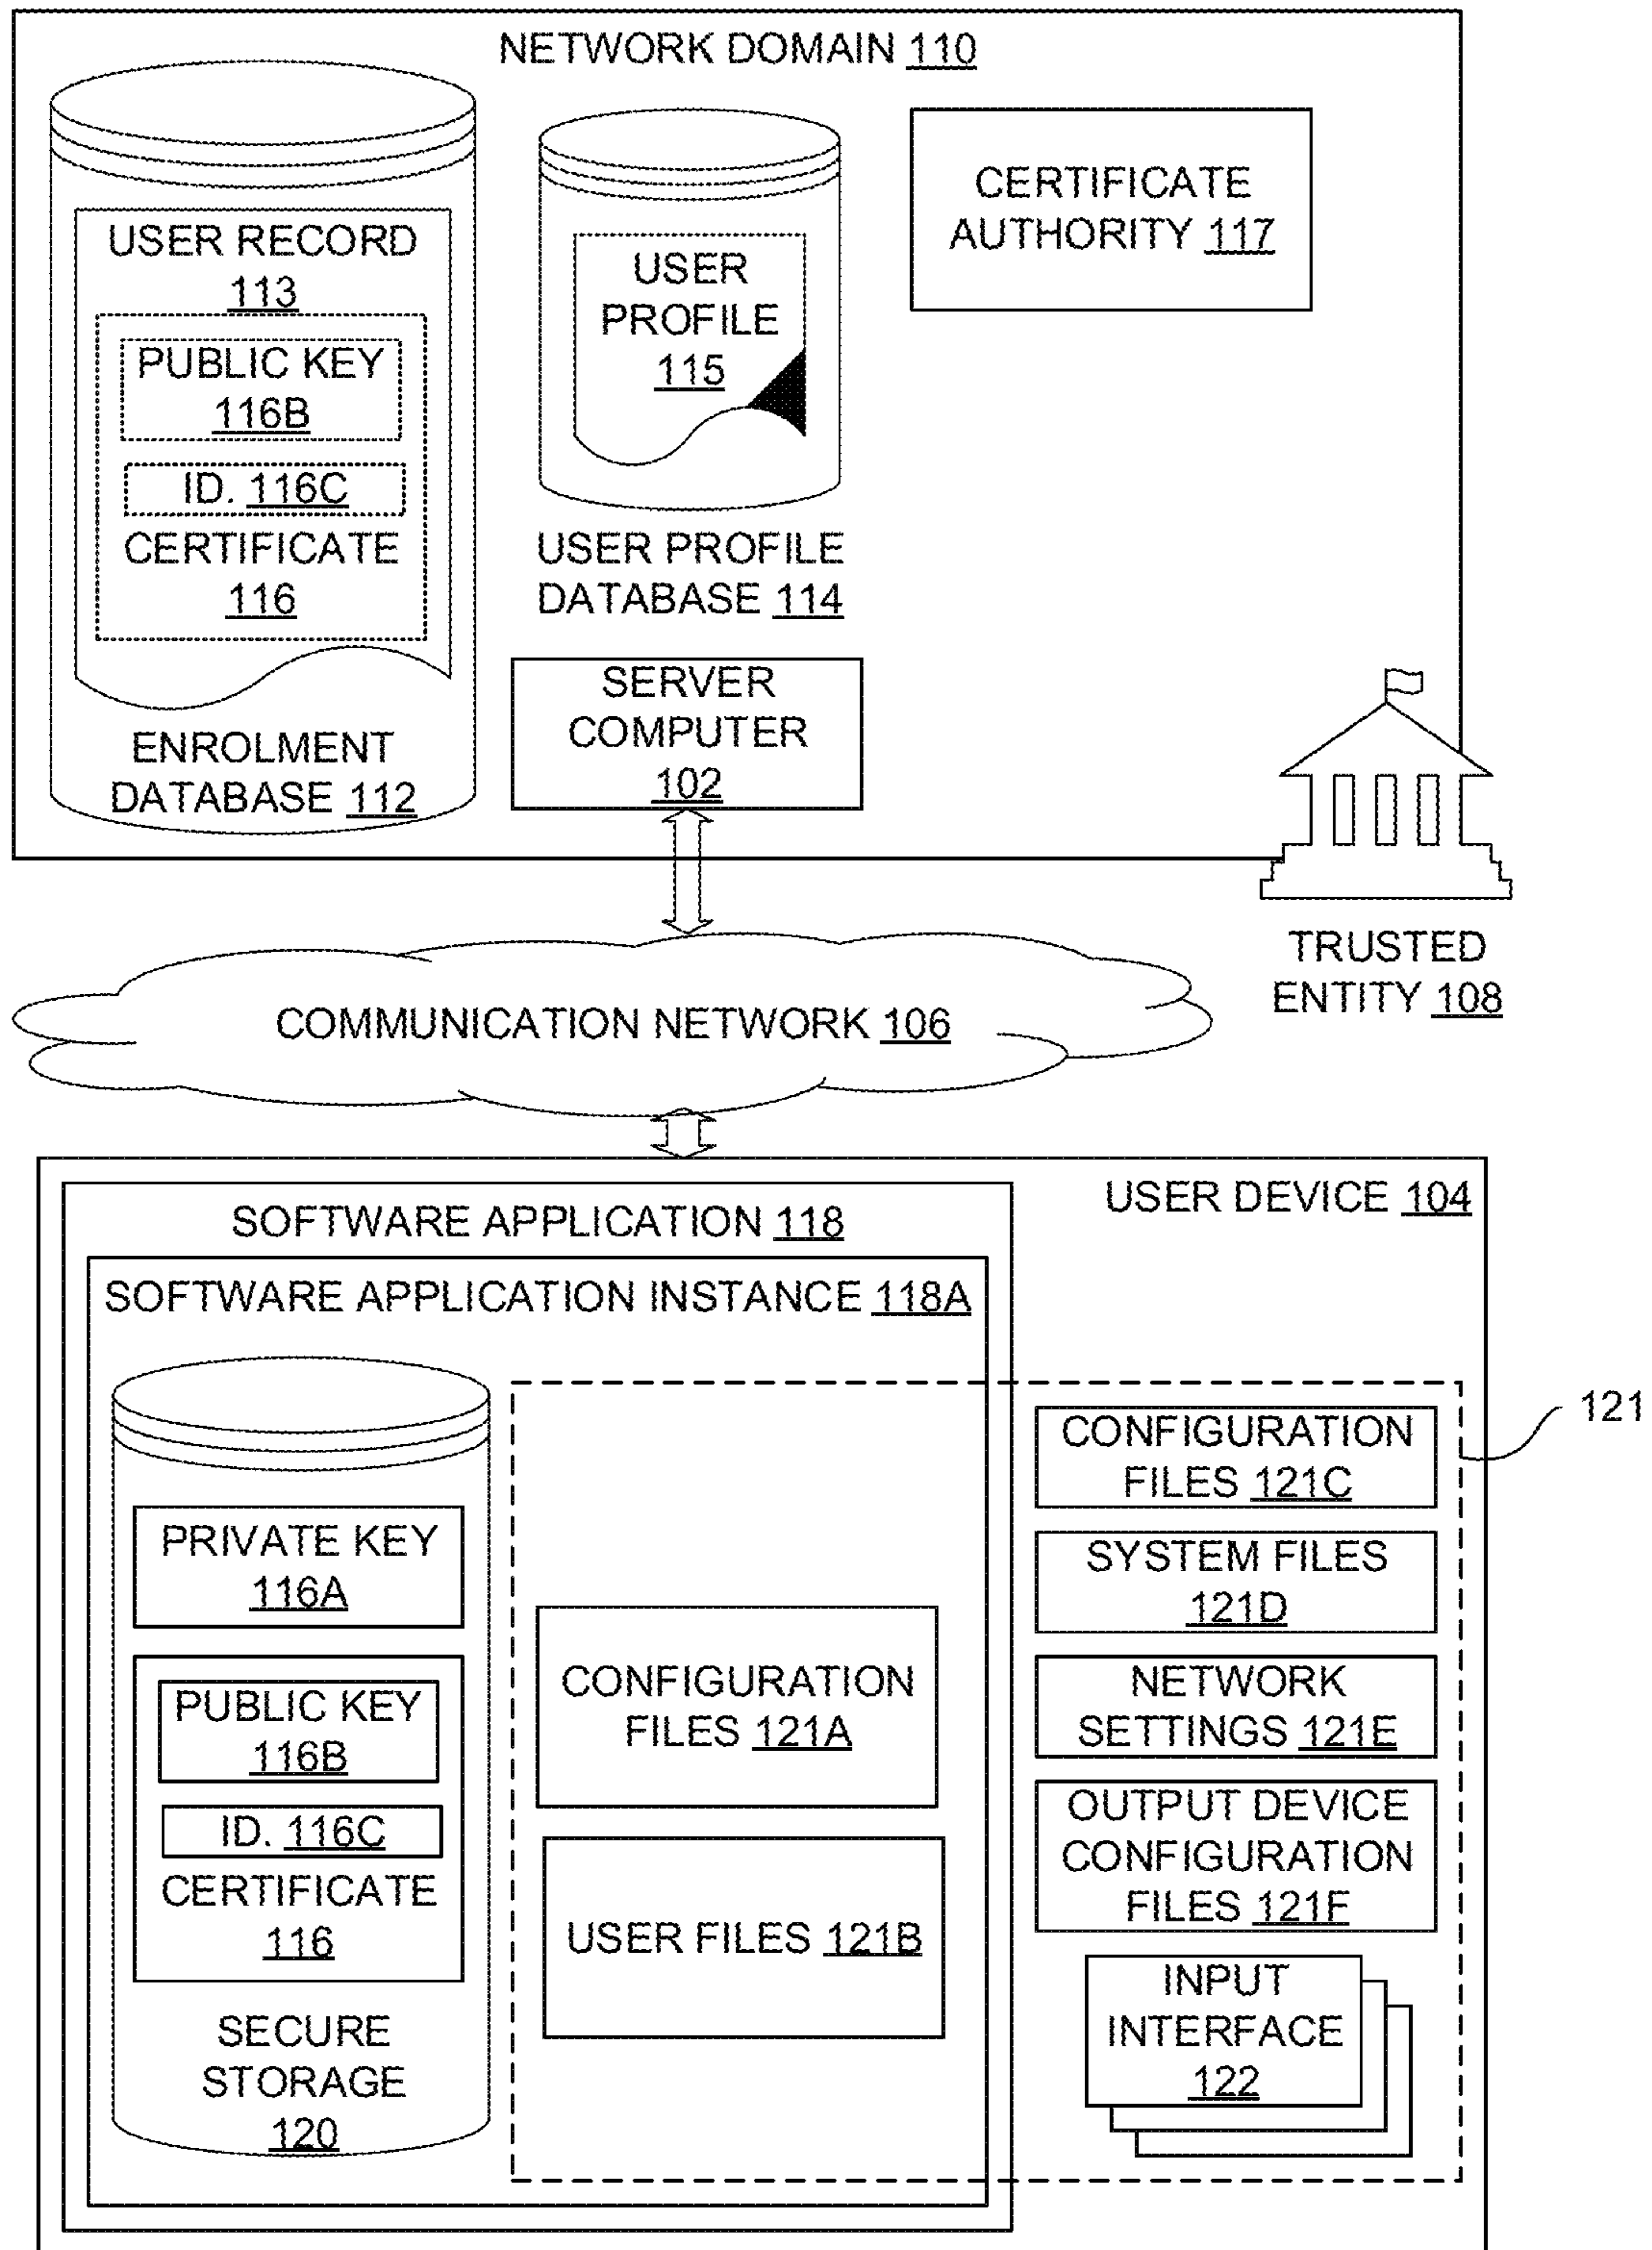 NETWORK DOMAIN 110
USER RECORD
113
PUBLIC KEY
116B
ID. 116C
CERTIFICATE
116
ENROLMENT
DATABASE 112
USER
PROFILE
115
USER PROFILE
DATABASE 114
CERTIFICATE
AUTHORITY 117
SERVER
COMPUTER
102
TRUSTED
ENTITY 108
COMMUNICATION NETWORK 106
USER DEVICE 104
SOFTWARE APPLICATION 118
SOFTWARE APPLICATION INSTANCE 118A
PRIVATE KEY
116A
PUBLIC KEY
116B
ID. 116C
CERTIFICATE
116
SECURE
STORAGE
120
CONFIGURATION
FILES 121A
USER FILES 121B
121
CONFIGURATION
FILES 121C
SYSTEM FILES
121D
NETWORK
SETTINGS 121E
OUTPUT DEVICE
CONFIGURATION
FILES 121F
INPUT
INTERFACE
122